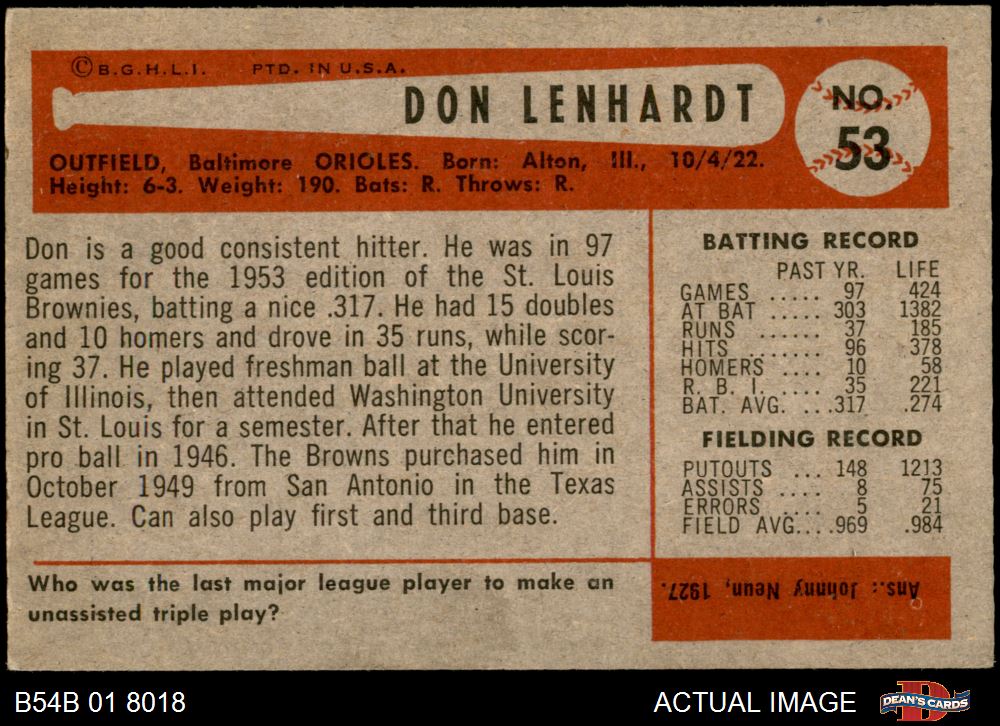 © B.G.H.L.I. PTD. IN U.S.A.
DON LENHARDT
NO.
53
OUTFIELD, Baltimore ORIOLES. Born: Alton, Ill., 10/4/22.
Height: 6-3. Weight: 190. Bats: R. Throws: R.
Don is a good consistent hitter. He was in 97
games for the 1953 edition of the St. Louis
Brownies, batting a nice .317. He had 15 doubles
and 10 homers and drove in 35 runs, while scor-
ing 37. He played freshman ball at the University
of Illinois, then attended Washington University
in St. Louis for a semester. After that he entered
pro ball in 1946. The Browns purchased him in
October 1949 from San Antonio in the Texas
League. Can also play first and third base.
BATTING RECORD
PAST YR. LIFE
GAMES ..... 97 424
AT BAT ..... 303 1382
RUNS ...... 37 185
HITS ....... 96 378
HOMERS .... 10 58
R. B. I. .... 35 221
BAT. AVG. ...317 .274
FIELDING RECORD
PUTOUTS ... 148 1213
ASSISTS .... 8 75
ERRORS .... 5 21
FIELD AVG....969 .984
Who was the last major league player to make an
unassisted triple play?
Ans.: Johnny Neun, 1927.
B54B 01 8018
ACTUAL IMAGE
DEAN'S CARDS